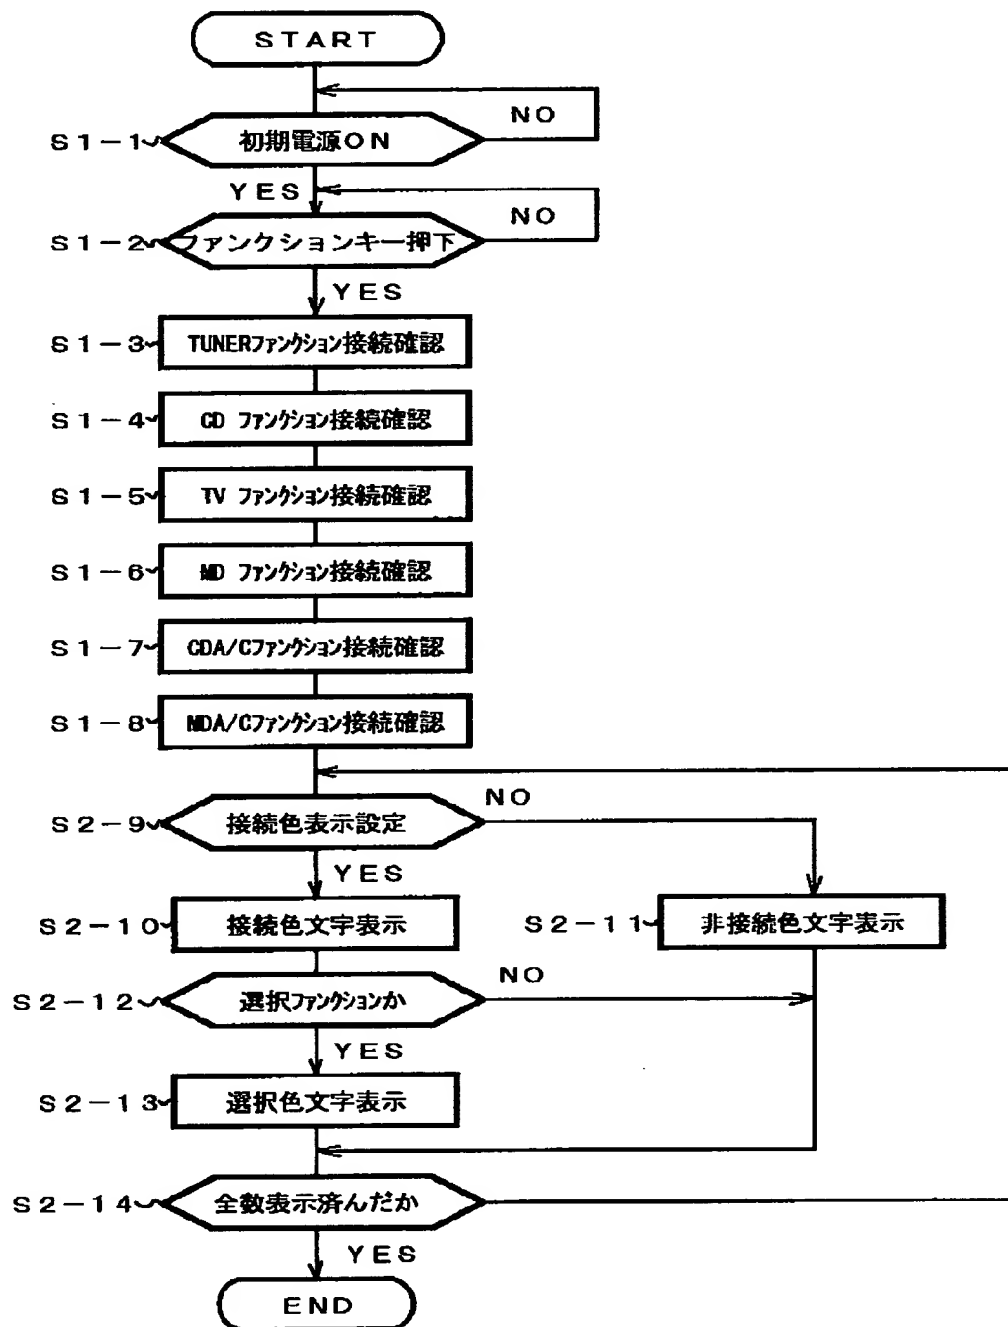 START
NO
S1-1 初期電源ON
YES
NO
S1-2 ファンクションキー押下
YES
S1-3 TUNERファンクション接続確認
S1-4 CD ファンクション接続確認
S1-5 TV ファンクション接続確認
S1-6 MD ファンクション接続確認
S1-7 CDA/Cファンクション接続確認
S1-8 MDA/Cファンクション接続確認
NO
S2-9 接続色表示設定
YES
S2-10 接続色文字表示 S2-11 非接続色文字表示
NO
S2-12 選択ファンクションか
YES
S2-13 選択色文字表示
S2-14 全数表示済んだか
YES
END